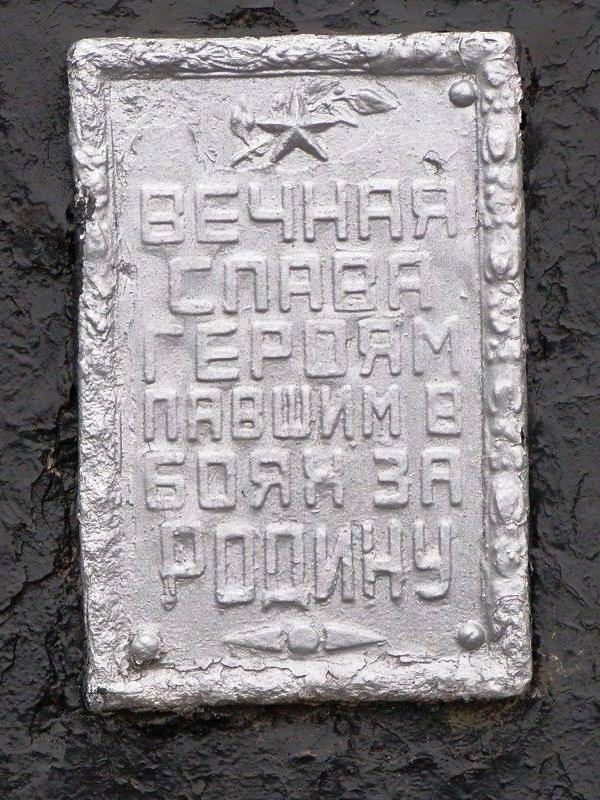 ВЕЧНАЯ
СЛАВА
ГЕРОЯМ
ПАВШИМ В
БОЯХ ЗА
РОДИНУ